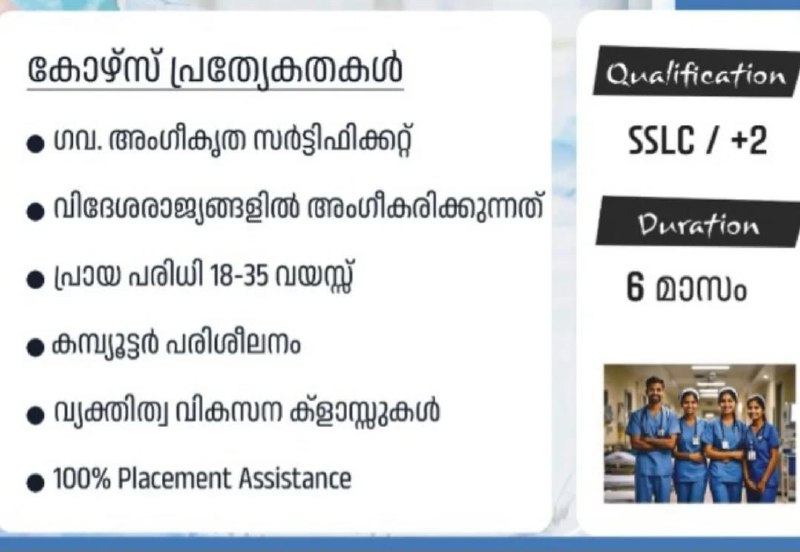 കോഴ്സ് പ്രത്യേകതകൾ
● ഗവ. അംഗീകൃത സർട്ടിഫിക്കറ്റ്
● വിദേശരാജ്യങ്ങളിൽ അംഗീകരിക്കുന്നത്
● പ്രായ പരിധി 18-35 വയസ്സ്
● കമ്പ്യൂട്ടർ പരിശീലനം
● വ്യക്തിത്വ വികസന ക്ളാസ്സുകൾ
● 100% Placement Assistance
Qualification
SSLC / +2
Duration
6 മാസം